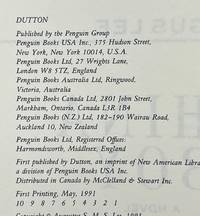 DUTTON
Published by the Penguin Group
Penguin Books USA Inc., 375 Hudson Street,
New York, New York 10014, U.S.A.
Penguin Books Ltd, 27 Wrights Lane,
London W8 5TZ, England
Penguin Books Australia Ltd, Ringwood,
Victoria, Australia
Penguin Books Canada Ltd, 2801 John Street,
Markham, Ontario, Canada L3R 1B4
Penguin Books (N.Z.) Ltd, 182–190 Wairau Road,
Auckland 10, New Zealand
Penguin Books Ltd, Registered Offices:
Harmondsworth, Middlesex, England
First published by Dutton, an imprint of New American Libra
a division of Penguin Books USA Inc.
Distributed in Canada by McClelland & Stewart Inc.
First Printing, May, 1991
10 9 8 7 6 5 4 3 2 1